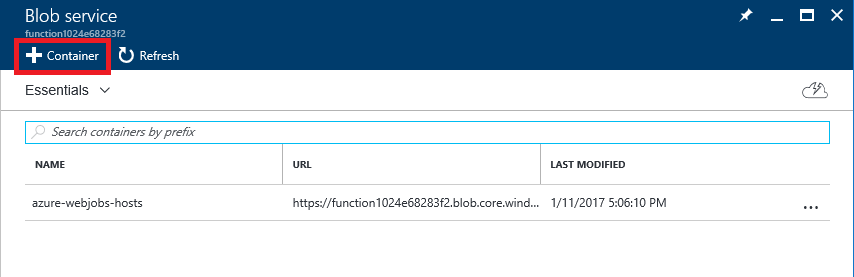 Blob service
function1024e68283f2
+ Container Refresh
Essentials
Search containers by prefix
NAME URL LAST MODIFIED
azure-webjobs-hosts https://function1024e68283f2.blob.core.wind... 1/11/2017 5:06:10 PM ...